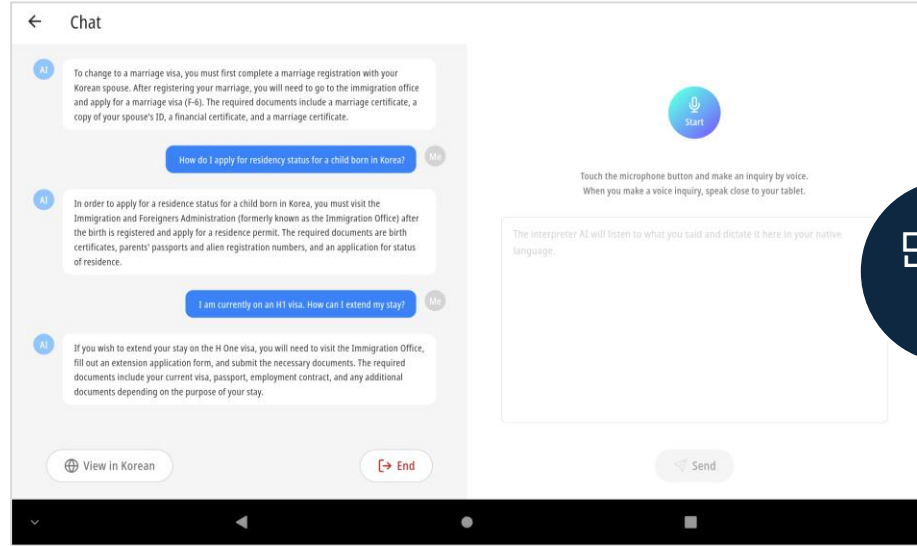 Chat
AI
To change to a marriage visa, you must first complete a marriage registration with your
Korean spouse. After registering your marriage, you will need to go to the immigration office
and apply for a marriage visa (F-6). The required documents include a marriage certificate, a
copy of your spouse's ID, a financial certificate, and a marriage certificate.
How do I apply for residency status for a child born in Korea?
Me
AI
In order to apply for a residence status for a child born in Korea, you must visit the
Immigration and Foreigners Administration (formerly known as the Immigration Office) after
the birth is registered and apply for a residence permit. The required documents are birth
certificates, parents' passports and alien registration numbers, and an application for status
of residence.
I am currently on an H1 visa. How can I extend my stay?
Me
AI
If you wish to extend your stay on the H One visa, you will need to visit the Immigration Office,
fill out an extension application form, and submit the necessary documents. The required
documents include your current visa, passport, employment contract, and any additional
documents depending on the purpose of your stay.
View in Korean
End
Start
Touch the microphone button and make an inquiry by voice.
When you make a voice inquiry, speak close to your tablet.
The interpreter AI will listen to what you said and dictate it here in your native
language.
Send